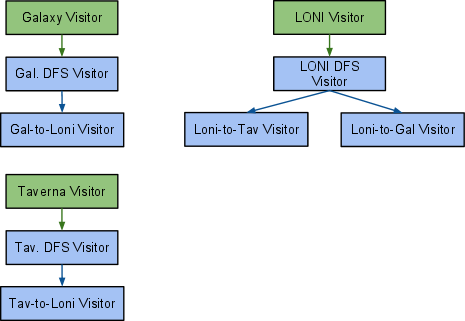 Galaxy Visitor
Gal. DFS Visitor
Gal-to-Loni Visitor
LONI Visitor
LONI DFS
Visitor
Loni-to-Tav Visitor
Loni-to-Gal Visitor
Taverna Visitor
Tav. DFS Visitor
Tav-to-Loni Visitor